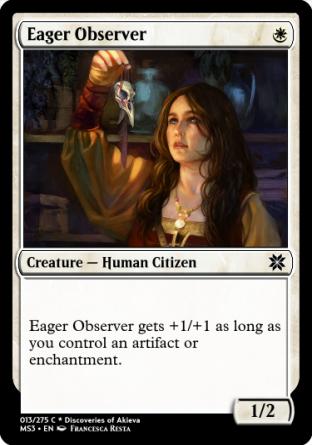 Eager Observer
Creature — Human Citizen
Eager Observer gets +1/+1 as long as
you control an artifact or
enchantment.
1/2
013/275 C * Discoveries of Akieva
MS3 • EN Francesca Resta